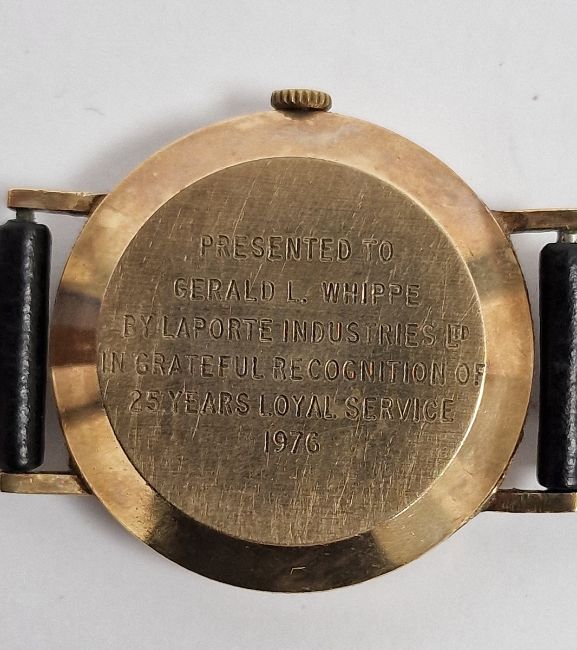 PRESENTED TO
GERALD L. WHIPPE
BY LAPORTE INDUSTRIES LTD
IN GRATEFUL RECOGNITION OF
25 YEARS LOYAL SERVICE
1976